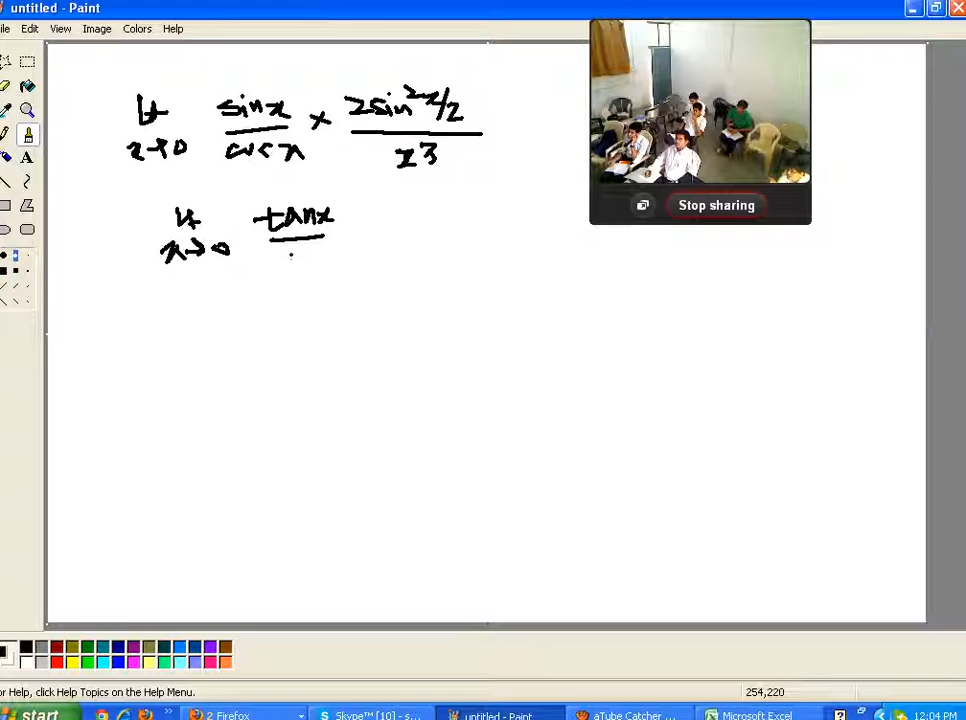 untitled - Paint
File Edit View Image Colors Help
lt sinx × 2sin²x/2
x→0 cosx x3
lt tanx
x→0
Stop sharing
or Help, click Help Topics on the Help Menu.
254,220
start
2 Firefox
Skype™ [10] - s...
untitled - Paint
aTube Catcher ...
Microsoft Excel
12:04 PM